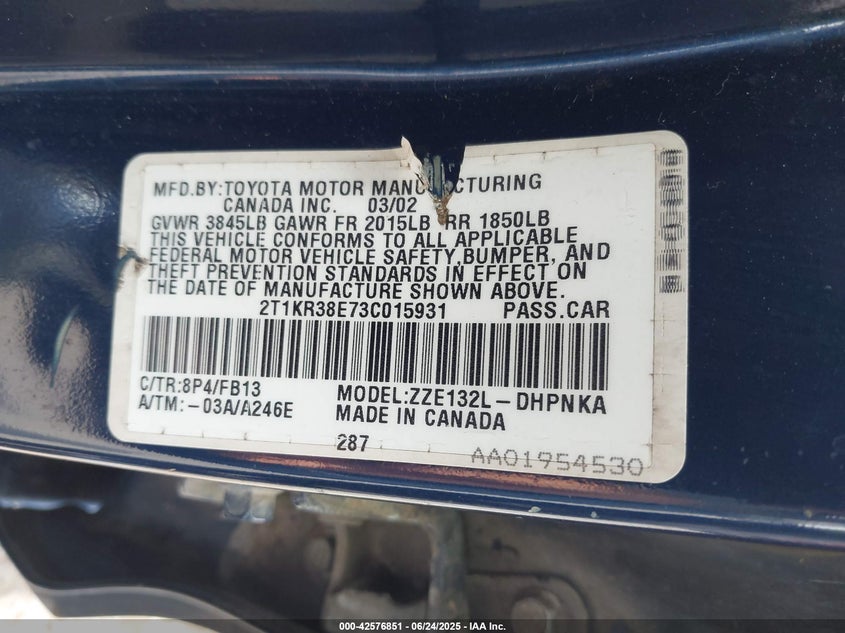 MFD.BY:TOYOTA MOTOR MANUFACTURING
CANADA INC. 03/02
GVWR 3845LB GAWR FR 2015LB RR 1850LB
THIS VEHICLE CONFORMS TO ALL APPLICABLE
FEDERAL MOTOR VEHICLE SAFETY,BUMPER, AND
THEFT PREVENTION STANDARDS IN EFFECT ON
THE DATE OF MANUFACTURE SHOWN ABOVE.
2T1KR38E73C015931 PASS.CAR
C/TR:8P4/FB13 MODEL:ZZE132L-DHPNKA
A/TM:-03A/A246E MADE IN CANADA
287
AA01954530
000-42576851 - 06/24/2025 - IAA Inc.